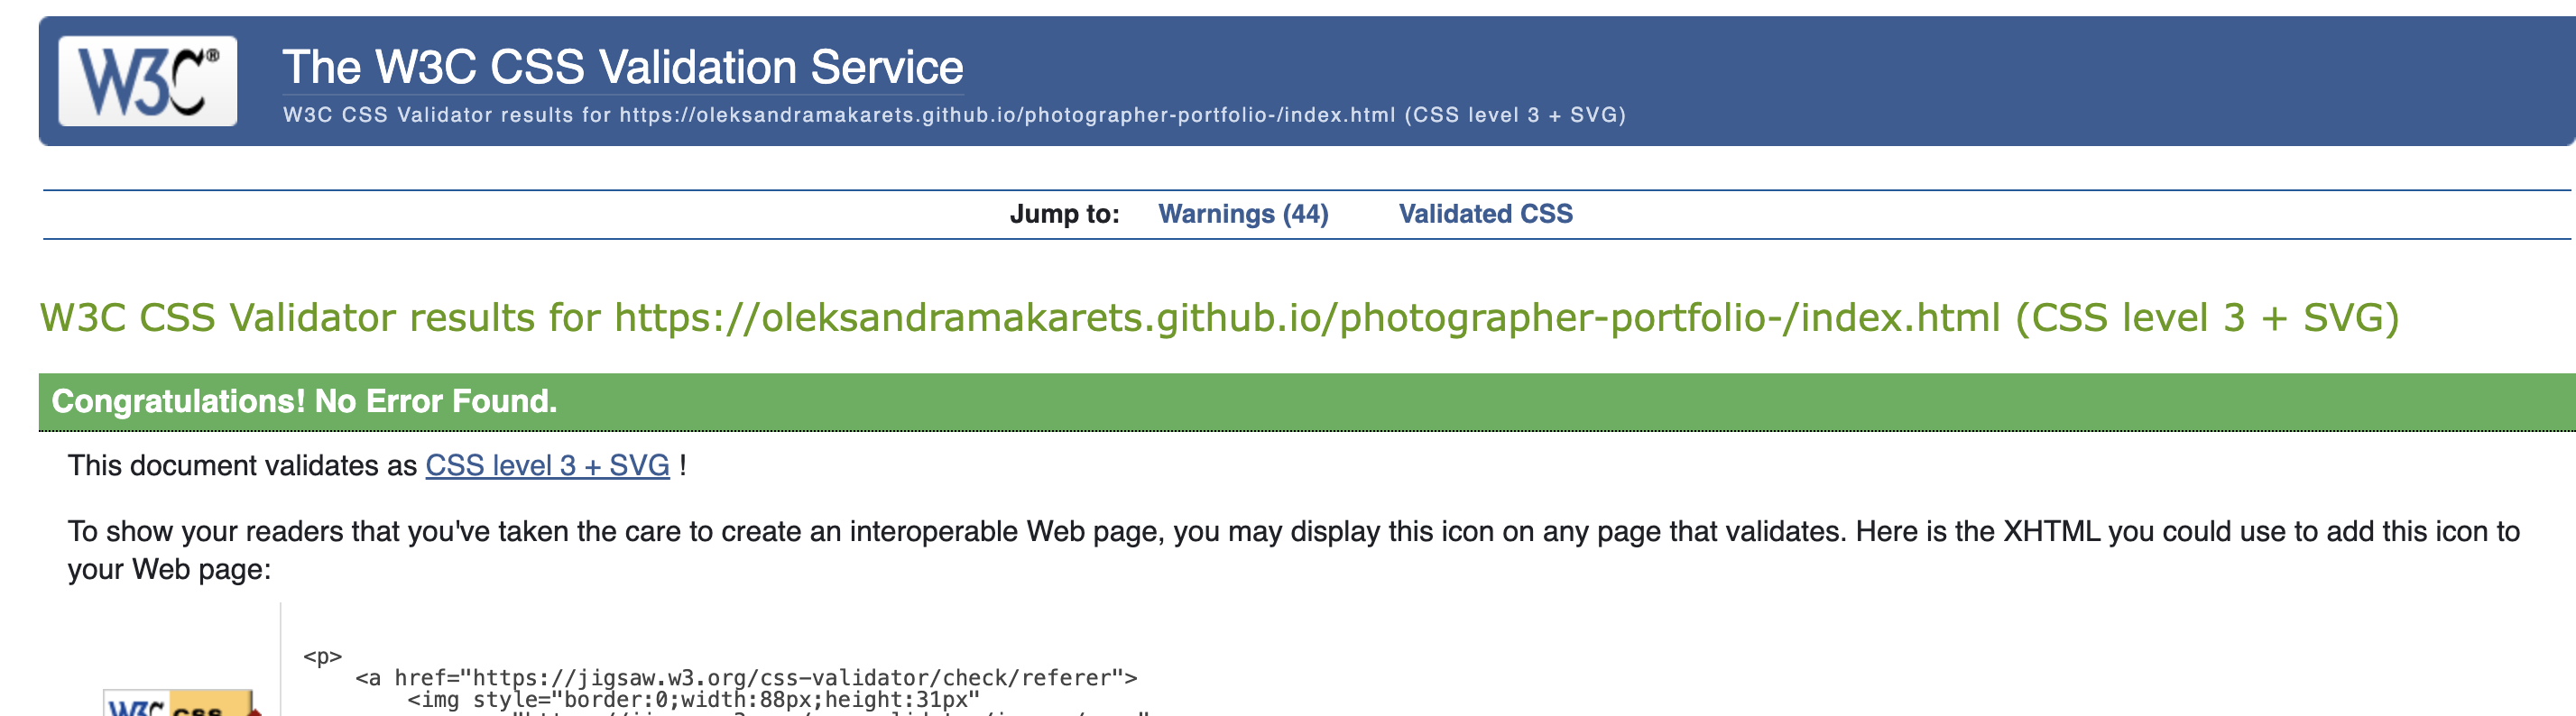 W3C®
The W3C CSS Validation Service
W3C CSS Validator results for https://oleksandramakarets.github.io/photographer-portfolio-/index.html (CSS level 3 + SVG)
Jump to: Warnings (44) Validated CSS
W3C CSS Validator results for https://oleksandramakarets.github.io/photographer-portfolio-/index.html (CSS level 3 + SVG)
Congratulations! No Error Found.
This document validates as CSS level 3 + SVG !
To show your readers that you've taken the care to create an interoperable Web page, you may display this icon on any page that validates. Here is the XHTML you could use to add this icon to
your Web page:
<p>
<a href="https://jigsaw.w3.org/css-validator/check/referer">
<img style="border:0;width:88px;height:31px"
W3C css